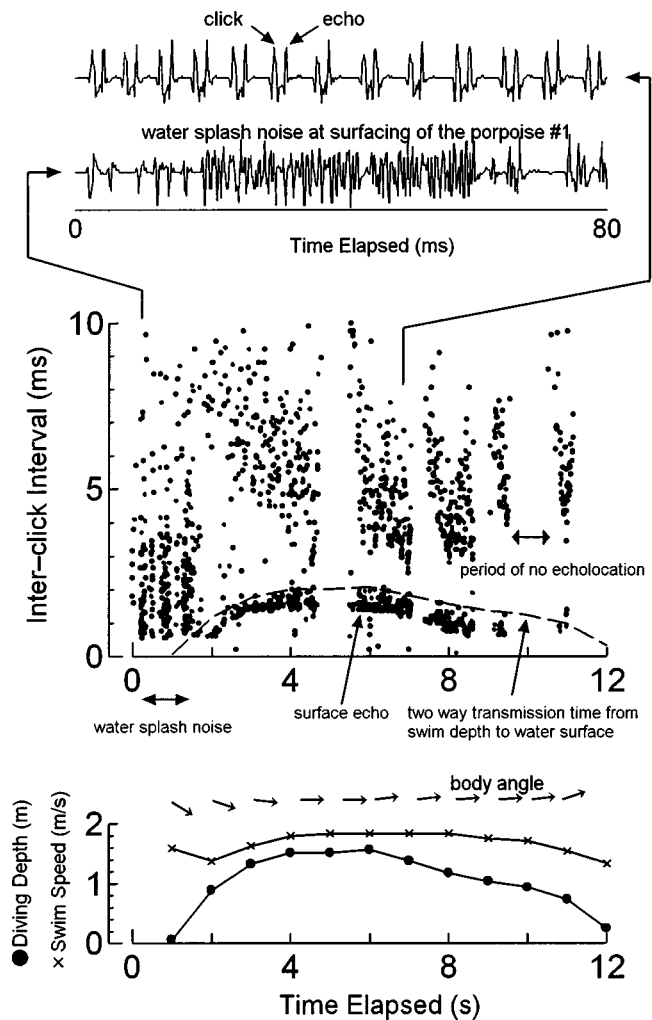 click echo
water splash noise at surfacing of the porpoise #1
0 80
Time Elapsed (ms)
10
5
0
Inter–click Interval (ms)
period of no echolocation
0 4 8 12
water splash noise
surface echo
two way transmission time from
swim depth to water surface
body angle
2
1
0
Diving Depth (m)
× Swim Speed (m/s)
0 4 8 12
Time Elapsed (s)